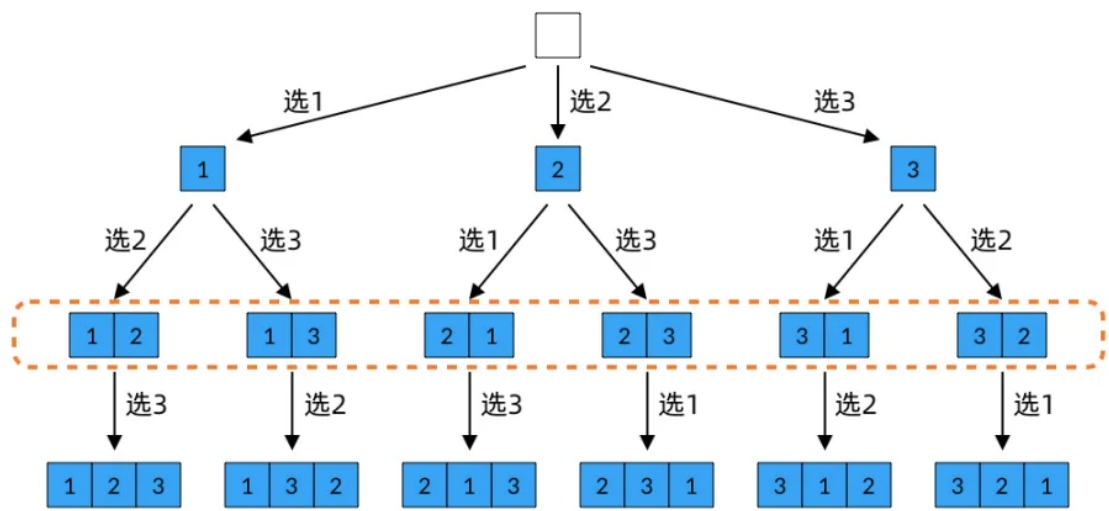 选1 选2 选3
1 2 3
选2 选3 选1 选3 选1 选2
1 2 1 3 2 1 2 3 3 1 3 2
选3 选2 选3 选1 选2 选1
1 2 3 1 3 2 2 1 3 2 3 1 3 1 2 3 2 1